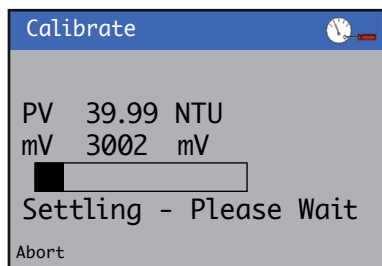 Calibrate
PV 39.99 NTU
mV 3002 mV
Settling - Please Wait
Abort